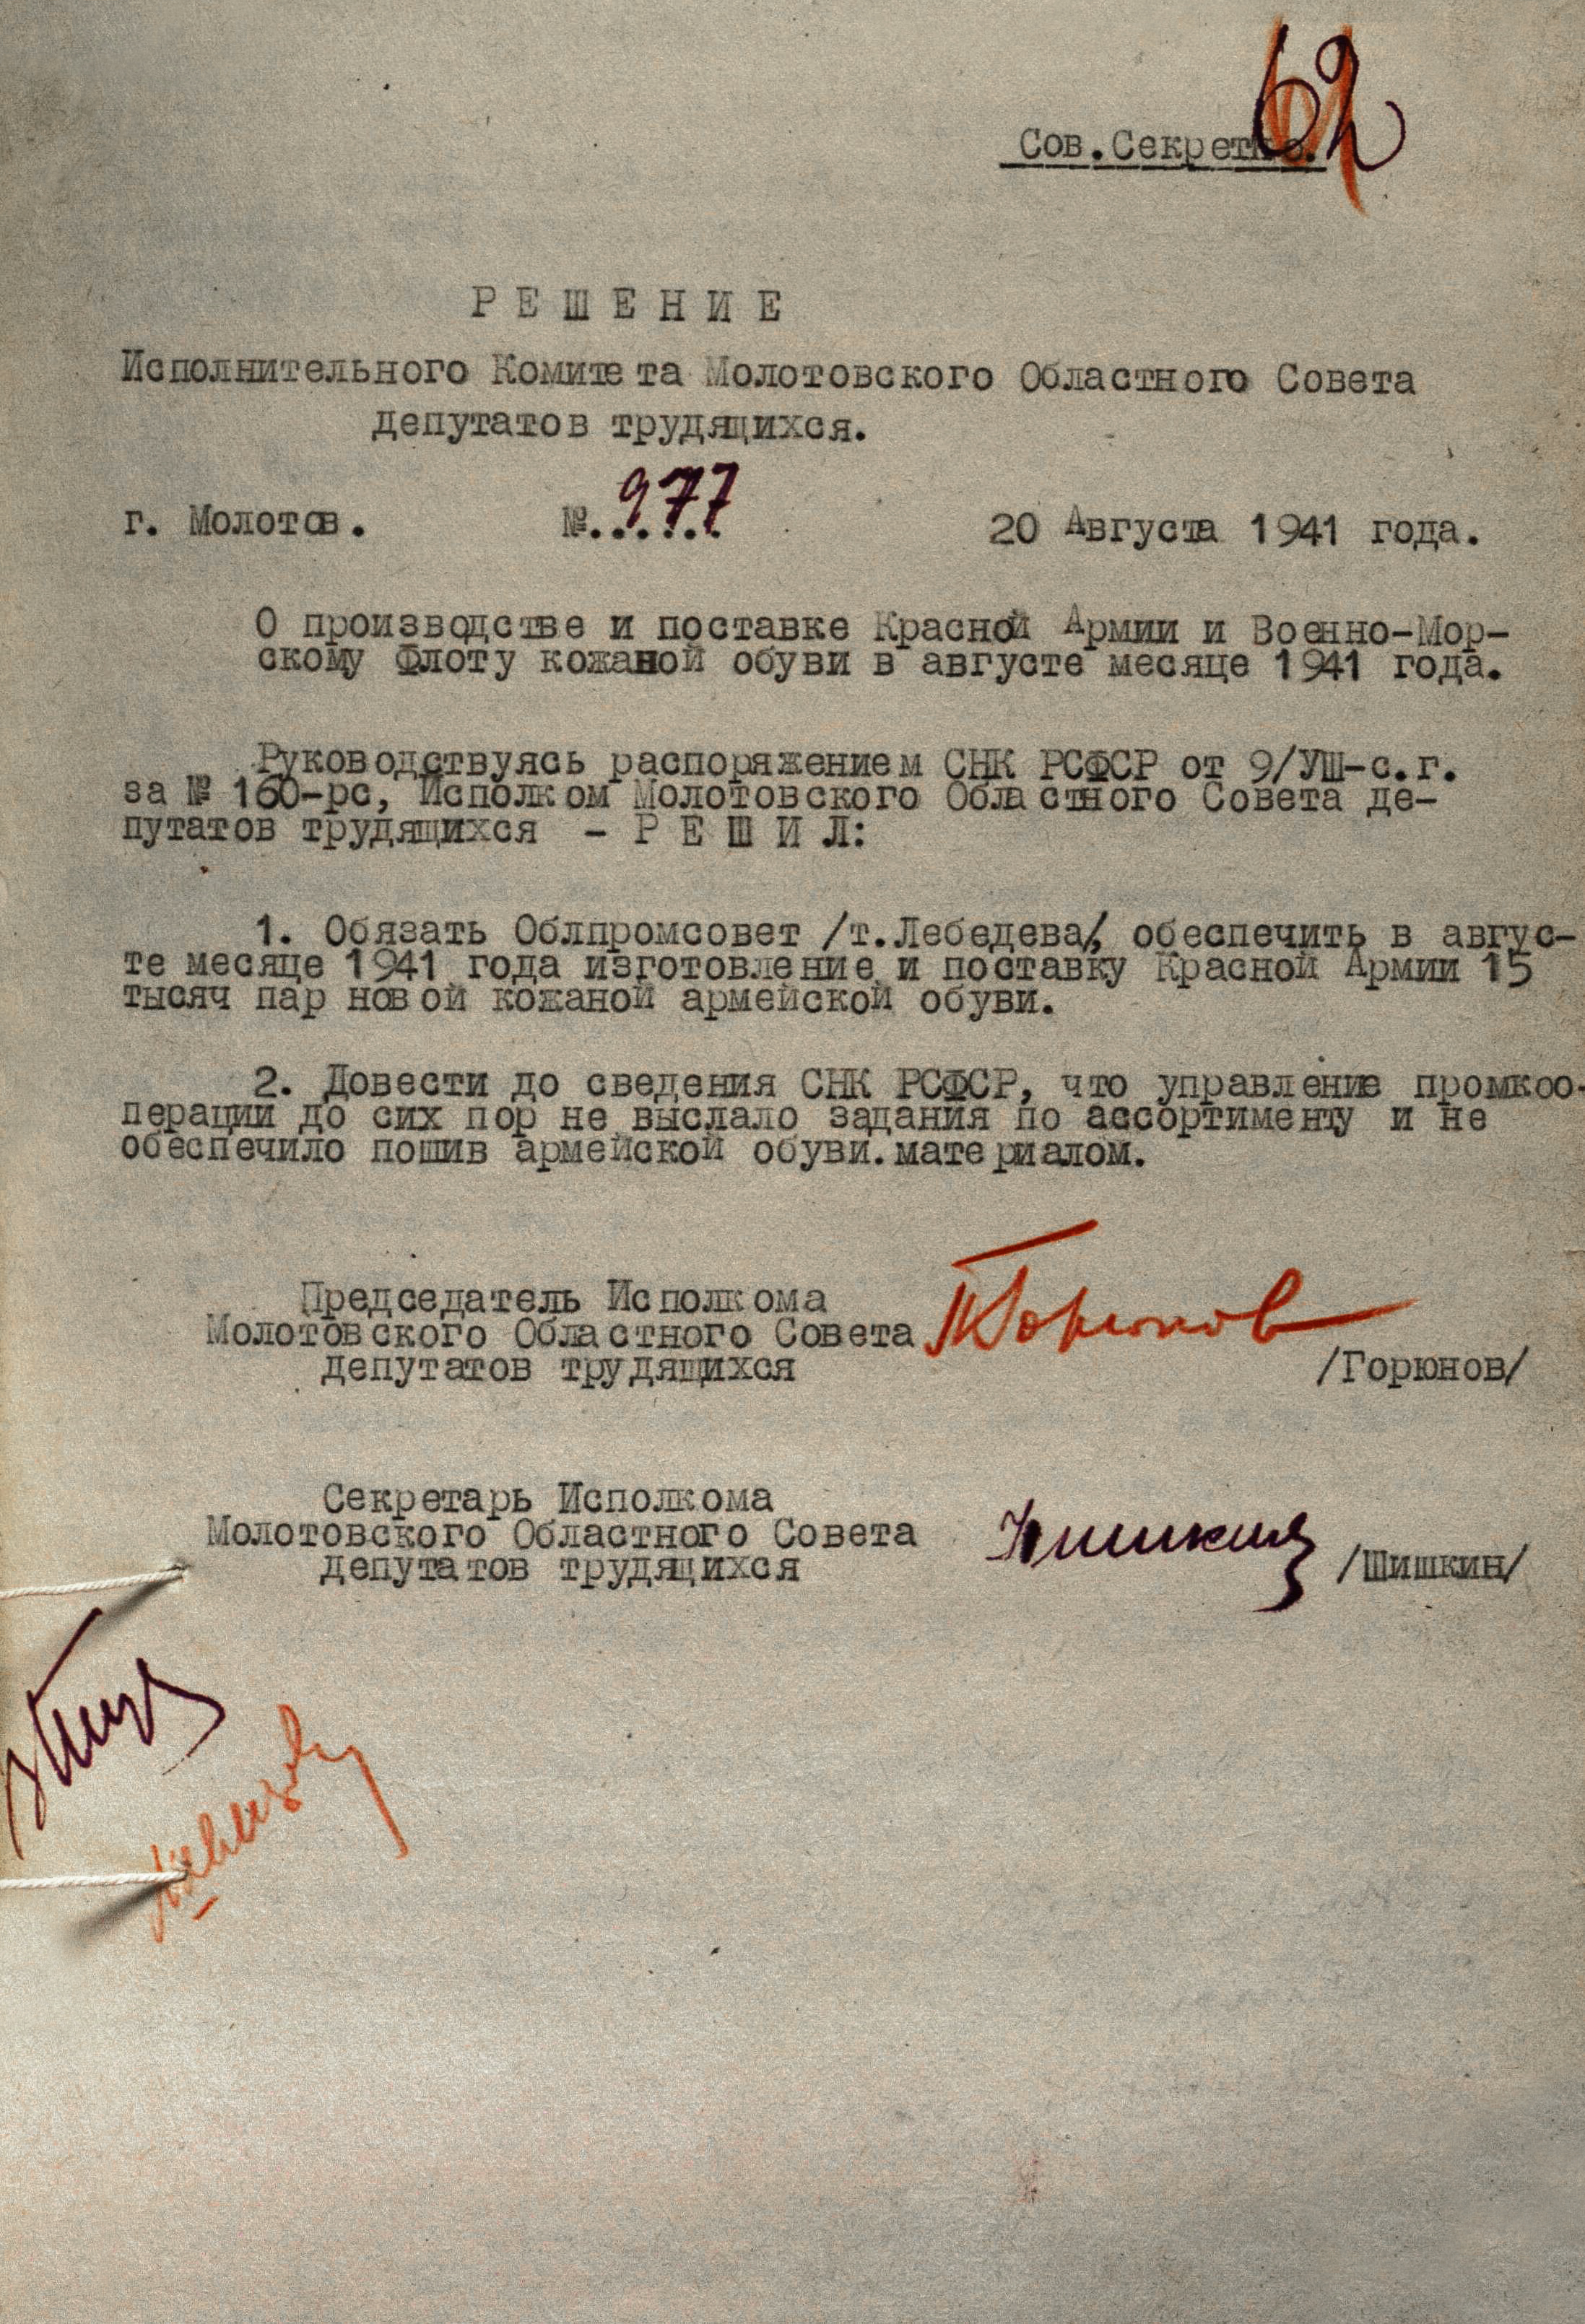 62
Сов.Секретно.
Р Е Ш Е Н И Е
Исполнительного Комитета Молотовского Областного Совета
депутатов трудящихся.
г. Молотов. №.977 20 Августа 1941 года.
О производстве и поставке Красной Армии и Военно-Мор-
скому Флоту кожаной обуви в августе месяце 1941 года.
Руководствуясь распоряжением СНК РСФСР от 9/УШ-с.г.
за № 160-рс, Исполком Молотовского Областного Совета де-
путатов трудящихся - Р Е Ш И Л:
1. Обязать Облпромсовет /т.Лебедева/, обеспечить в авгус-
те месяце 1941 года изготовление и поставку Красной Армии 15
тысяч пар новой кожаной армейской обуви.
2. Довести до сведения СНК РСФСР, что управление промкоо-
перации до сих пор не выслало задания по ассортименту и не
обеспечило пошив армейской обуви.материалом.
Председатель Исполкома
Молотовского Областного Совета Горюнов
депутатов трудящихся /Горюнов/
Секретарь Исполкома
Молотовского Областного Совета Шишкин
депутатов трудящихся /Шишкин/